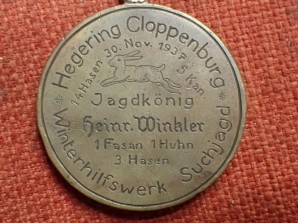 Hegering Cloppenburg
30. Nov. 193
14 Hasen
5 Kan
Jagdkönig
Heinr. Winkler
1 Fasan 1 Huhn
3 Hasen
Winterhilfswerk Suchjagd